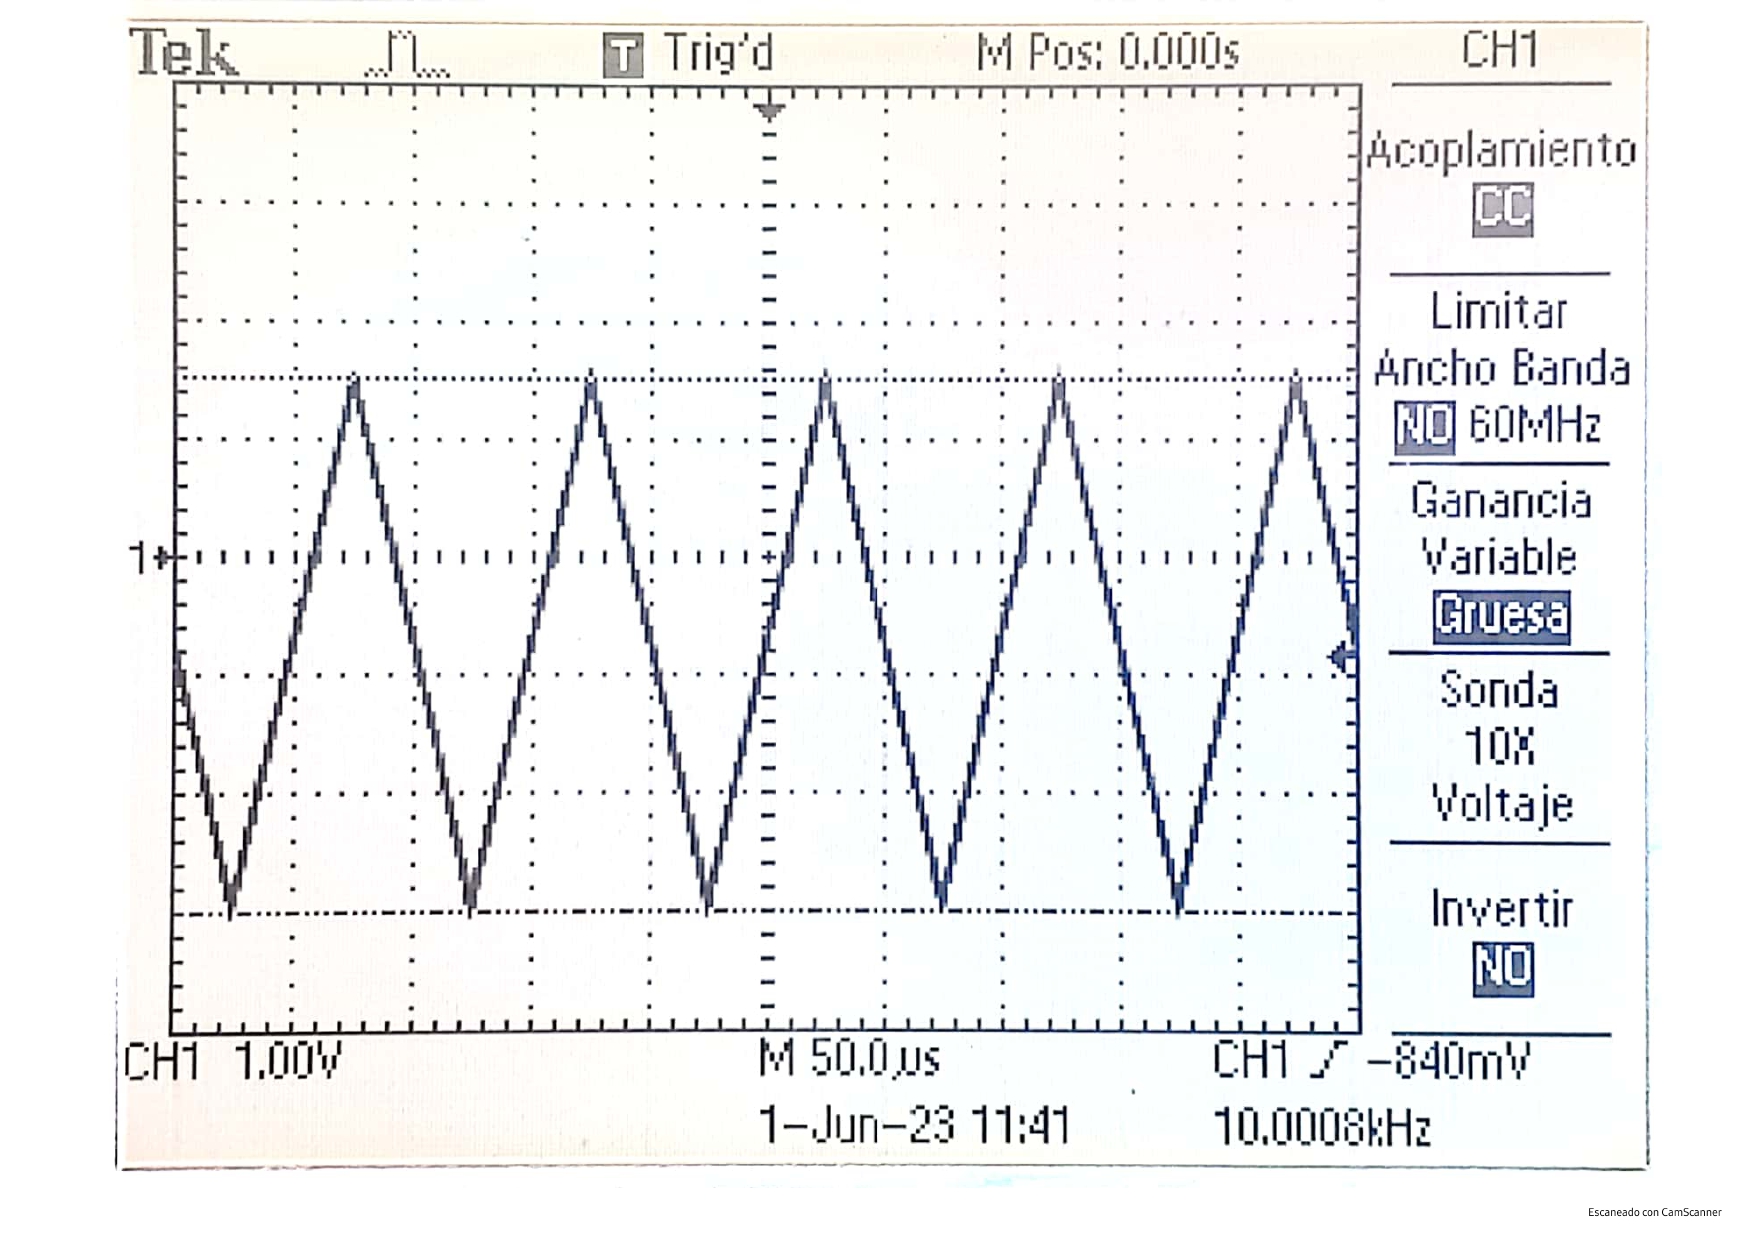 Tek T Trig'd M Pos: 0.000s CH1
Acoplamiento
CC
Limitar
Ancho Banda
NO 60MHz
Ganancia
Variable
Gruesa
Sonda
10X
Voltaje
Invertir
NO
1
CH1 1.00V M 50.0µs CH1 -840mV
1-Jun-23 11:41 10.0008kHz
Escaneado con CamScanner